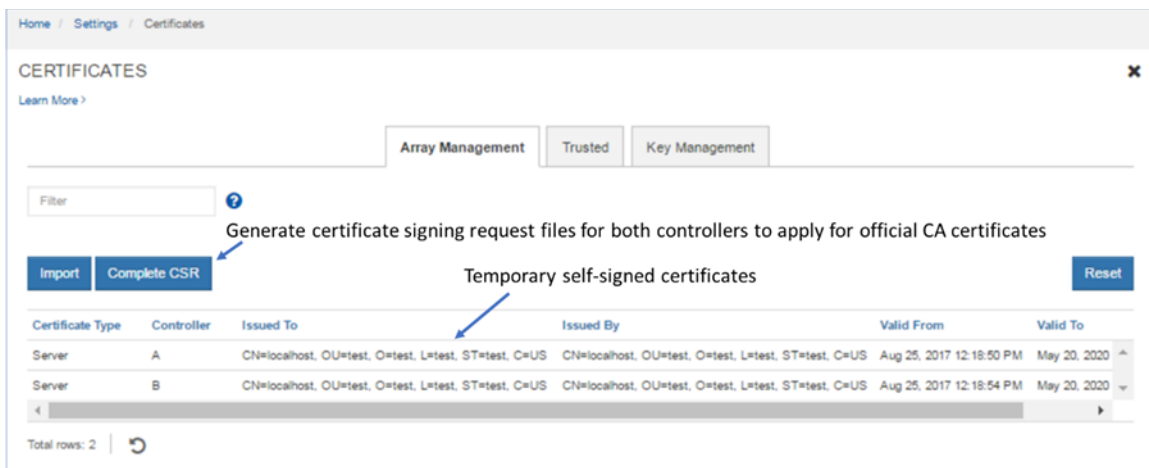 Home / Settings / Certificates
CERTIFICATES
Learn More >
Array Management Trusted Key Management
Filter
Generate certificate signing request files for both controllers to apply for official CA certificates
Import Complete CSR Temporary self-signed certificates Reset
Certificate Type Controller Issued To Issued By Valid From Valid To
Server A CN=localhost, OU=test, O=test, L=test, ST=test, C=US CN=localhost, OU=test, O=test, L=test, ST=test, C=US Aug 25, 2017 12:18:50 PM May 20, 2020
Server B CN=localhost, OU=test, O=test, L=test, ST=test, C=US CN=localhost, OU=test, O=test, L=test, ST=test, C=US Aug 25, 2017 12:18:54 PM May 20, 2020
Total rows: 2